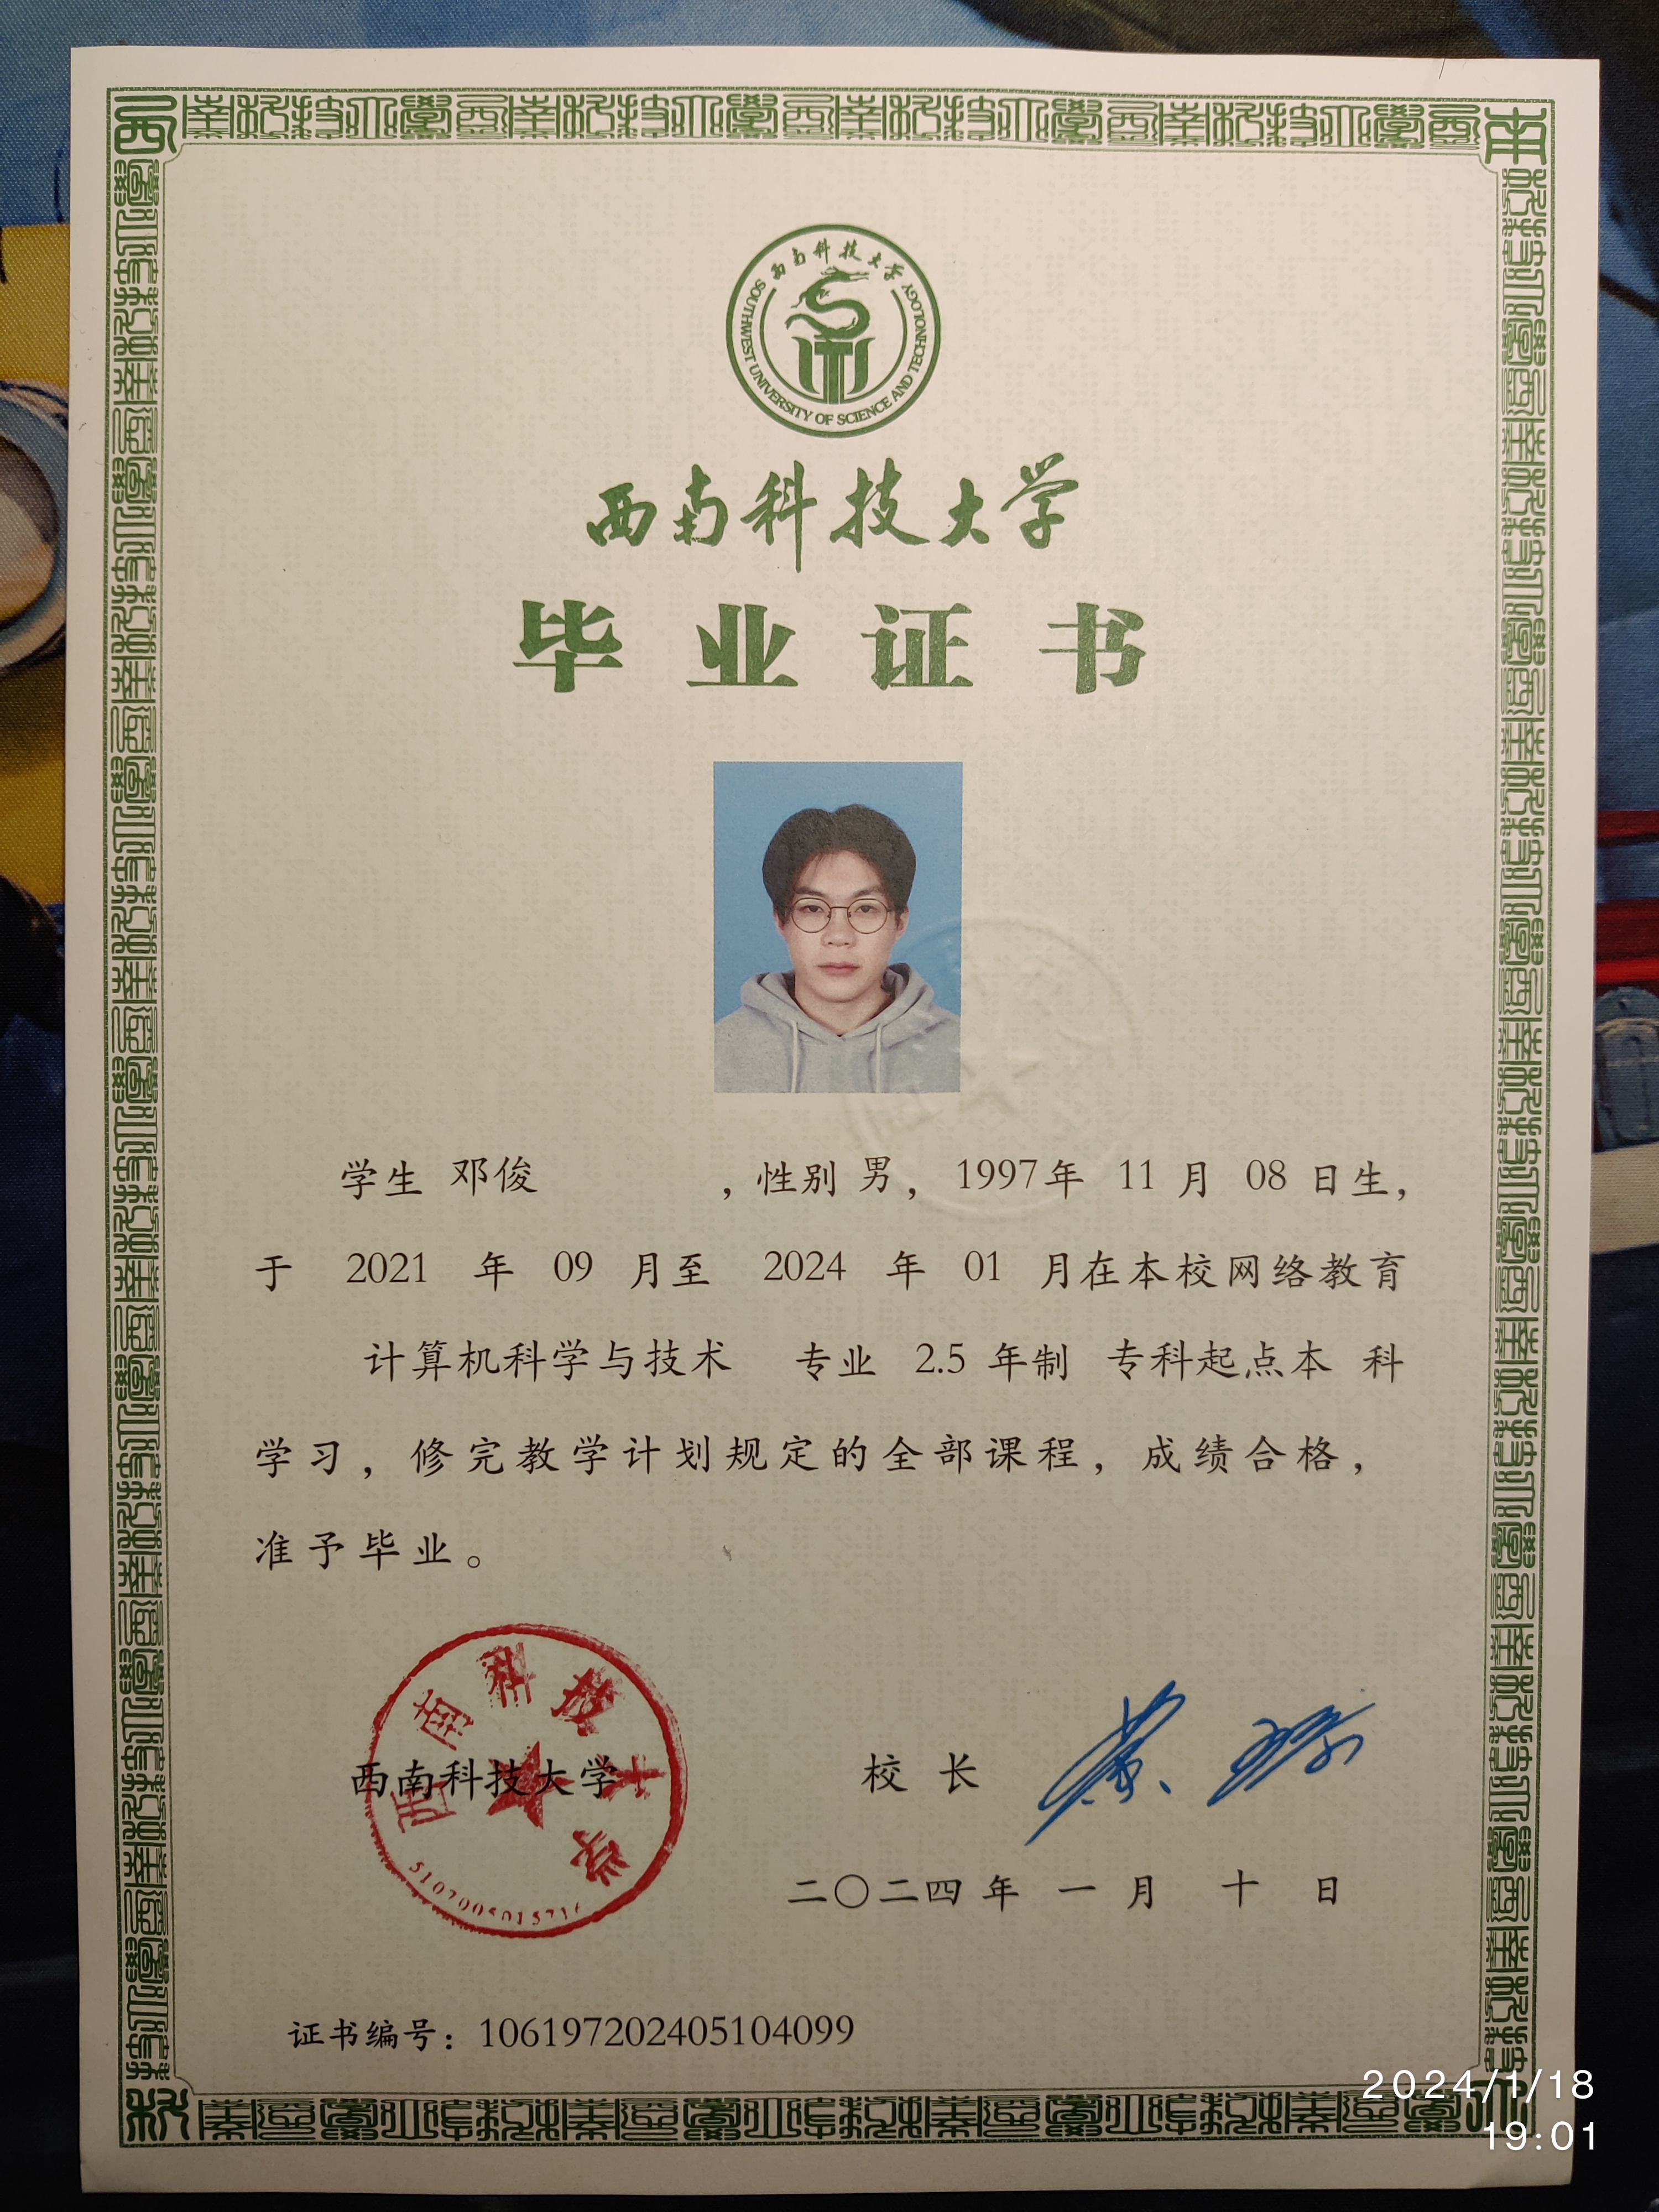 西南科技大学
SOUTHWEST UNIVERSITY OF SCIENCE AND TECHNOLOGY
西南科技大学
毕业证书
学生 邓俊 ，性别 男， 1997年 11 月 08 日生，
于 2021 年 09 月至 2024 年 01 月在本校网络教育
计算机科学与技术 专业 2.5 年制 专科起点本 科
学习，修完教学计划规定的全部课程，成绩合格，
准予毕业。
西南科技大学
西南科技大学
校 长
二〇二四 年 一 月 十 日
证书编号：106197202405104099
2024/1/18
19:01